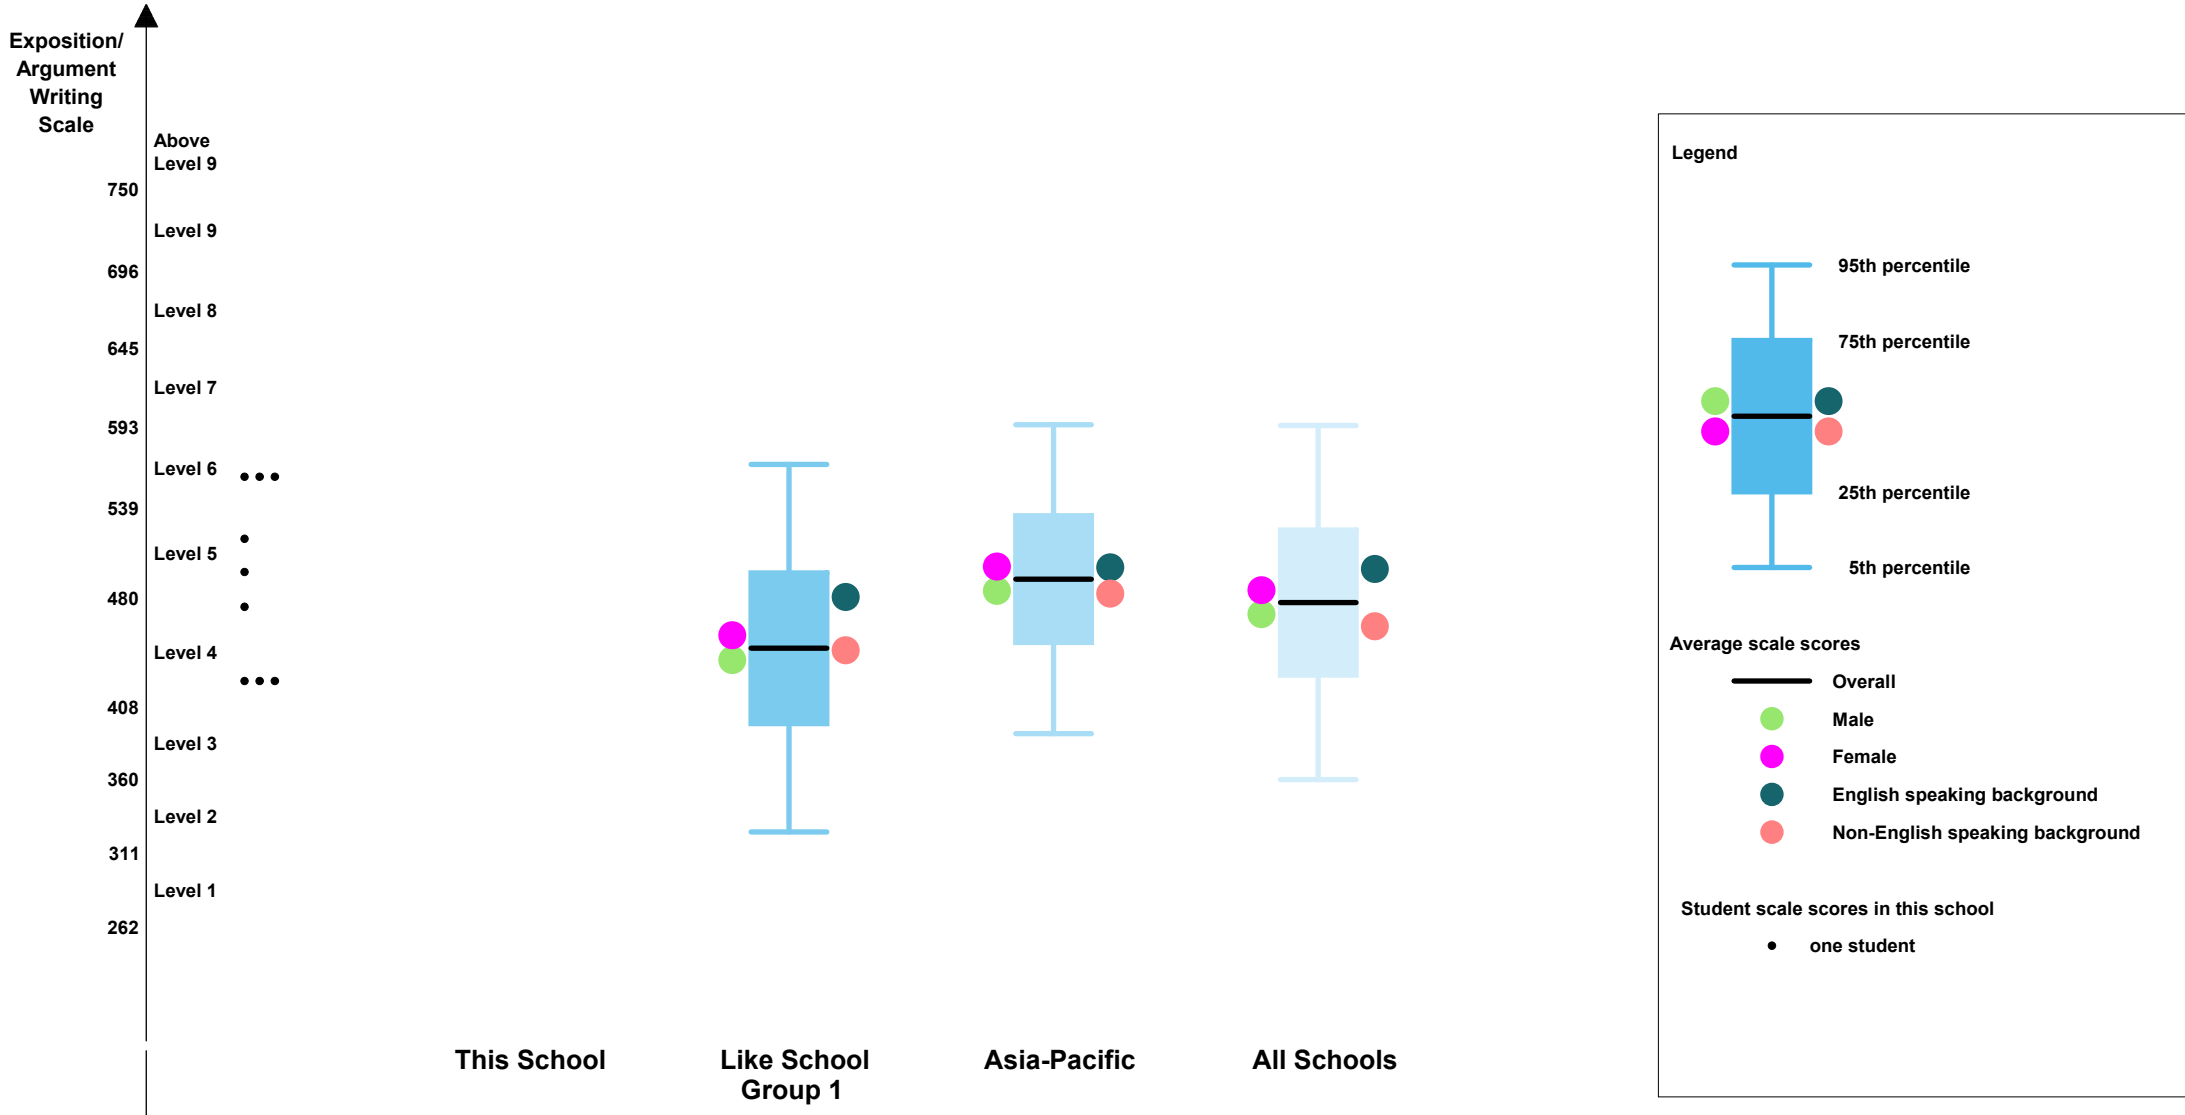 Exposition/
Argument
Writing
Scale
Above
Level 9
750
Level 9
696
Level 8
645
Level 7
593
Level 6
539
Level 5
480
Level 4
408
Level 3
360
Level 2
311
Level 1
262
This School
Like School
Group 1
Asia-Pacific
All Schools
Legend
95th percentile
75th percentile
25th percentile
5th percentile
Average scale scores
Overall
Male
Female
English speaking background
Non-English speaking background
Student scale scores in this school
one student